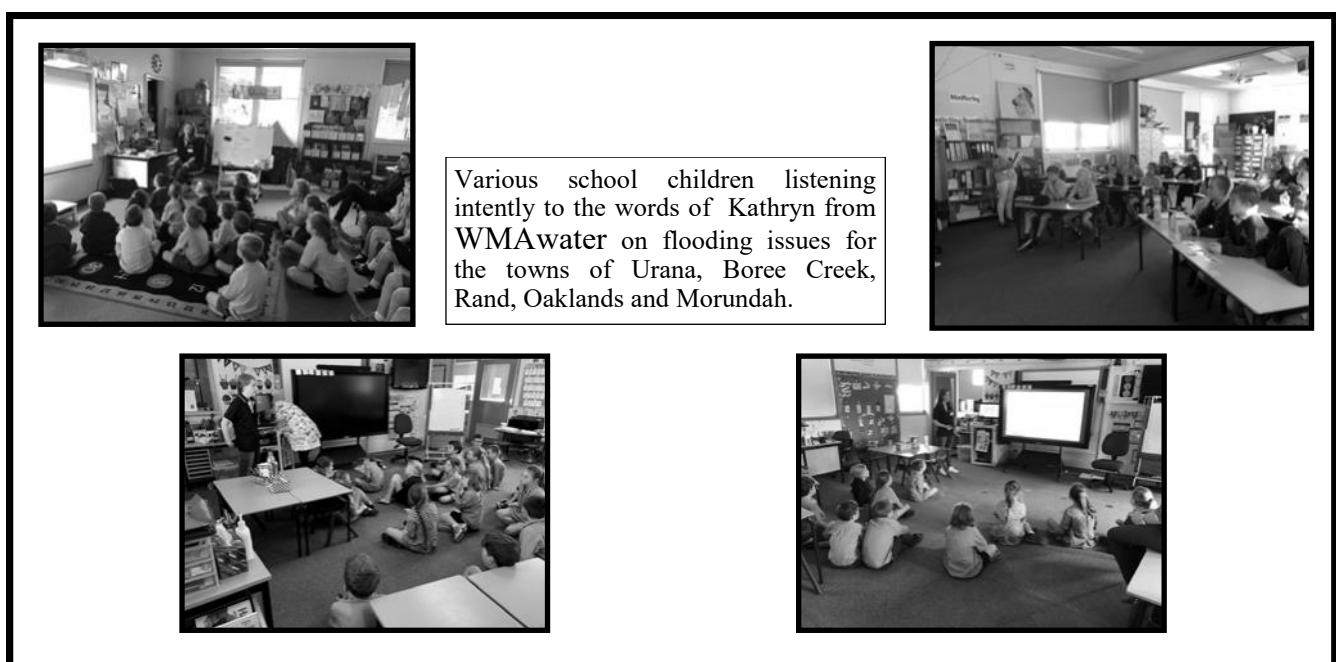 Various school children listening
intently to the words of Kathryn from
WMAwater on flooding issues for
the towns of Urana, Boree Creek,
Rand, Oaklands and Morundah.